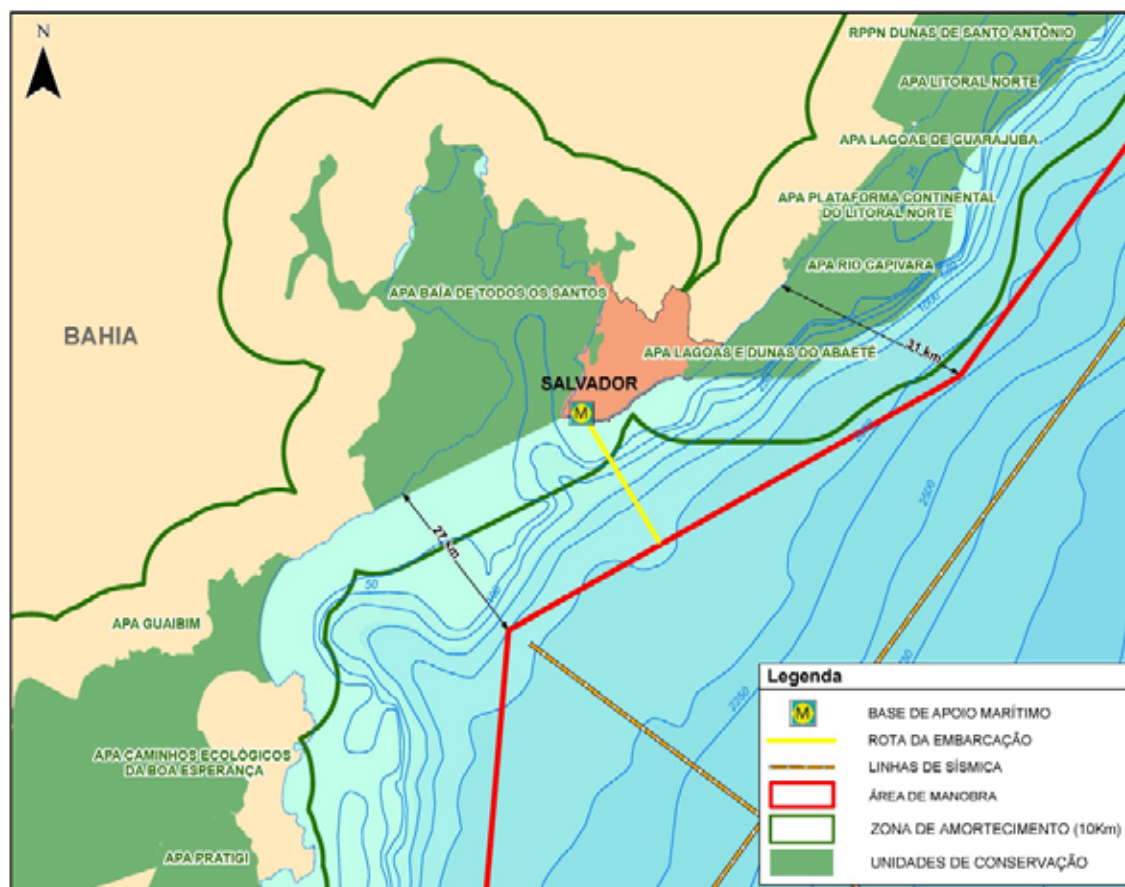 N
RPPN DUNAS DE SANTO ANTÔNIO
APA LITORAL NORTE
APA LAGOAS DE GUARAJUBA
25
APA PLATAFORMA CONTINENTAL
DO LITORAL NORTE
APA RIO CAPIVARA
APA BAÍA DE TODOS OS SANTOS
1000
BAHIA
31 km
APA LAGOAS E DUNAS DO ABAETÉ
SALVADOR
M
2500
27 km
50
100
APA GUAIBIM
2250
APA CAMINHOS ECOLÓGICOS
DA BOA ESPERANÇA
APA PRATIGI
Legenda
M
BASE DE APOIO MARÍTIMO
ROTA DA EMBARCAÇÃO
LINHAS DE SÍSMICA
ÁREA DE MANOBRA
ZONA DE AMORTECIMENTO (10Km)
UNIDADES DE CONSERVAÇÃO